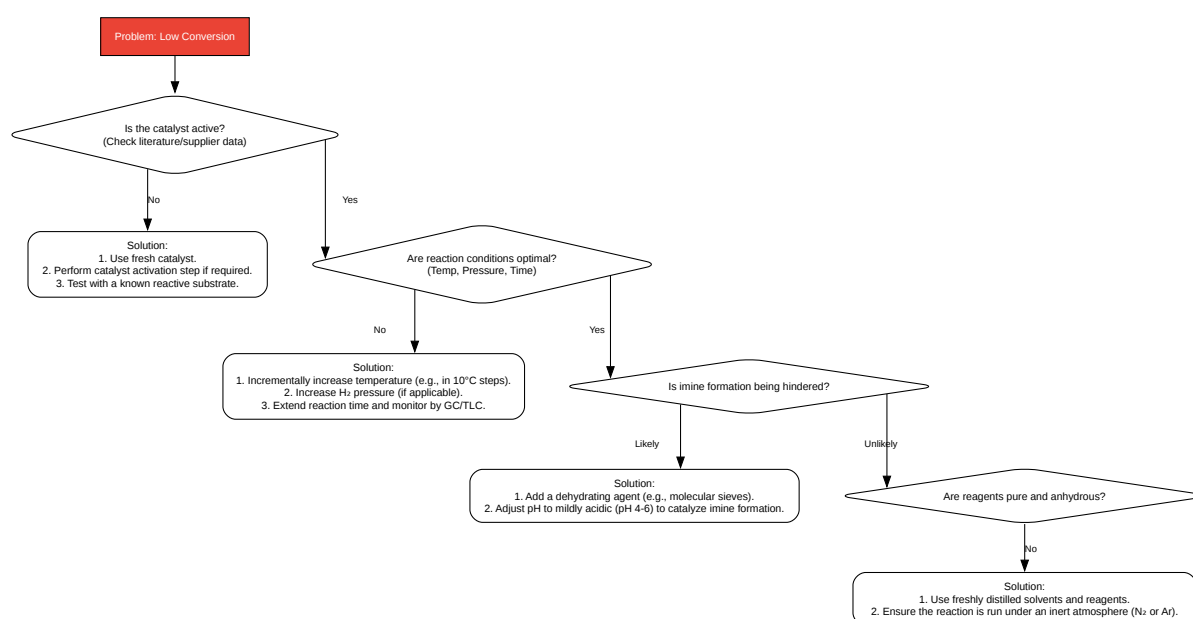 Problem: Low Conversion
Is the catalyst active?
(Check literature/supplier data)
No
Yes
Solution:
1. Use fresh catalyst.
2. Perform catalyst activation step if required.
3. Test with a known reactive substrate.
Are reaction conditions optimal?
(Temp, Pressure, Time)
No
Yes
Solution:
1. Incrementally increase temperature (e.g., in 10°C steps).
2. Increase H₂ pressure (if applicable).
3. Extend reaction time and monitor by GC/TLC.
Is imine formation being hindered?
Likely
Unlikely
Solution:
1. Add a dehydrating agent (e.g., molecular sieves).
2. Adjust pH to mildly acidic (pH 4-6) to catalyze imine formation.
Are reagents pure and anhydrous?
No
Solution:
1. Use freshly distilled solvents and reagents.
2. Ensure the reaction is run under an inert atmosphere (N₂ or Ar).